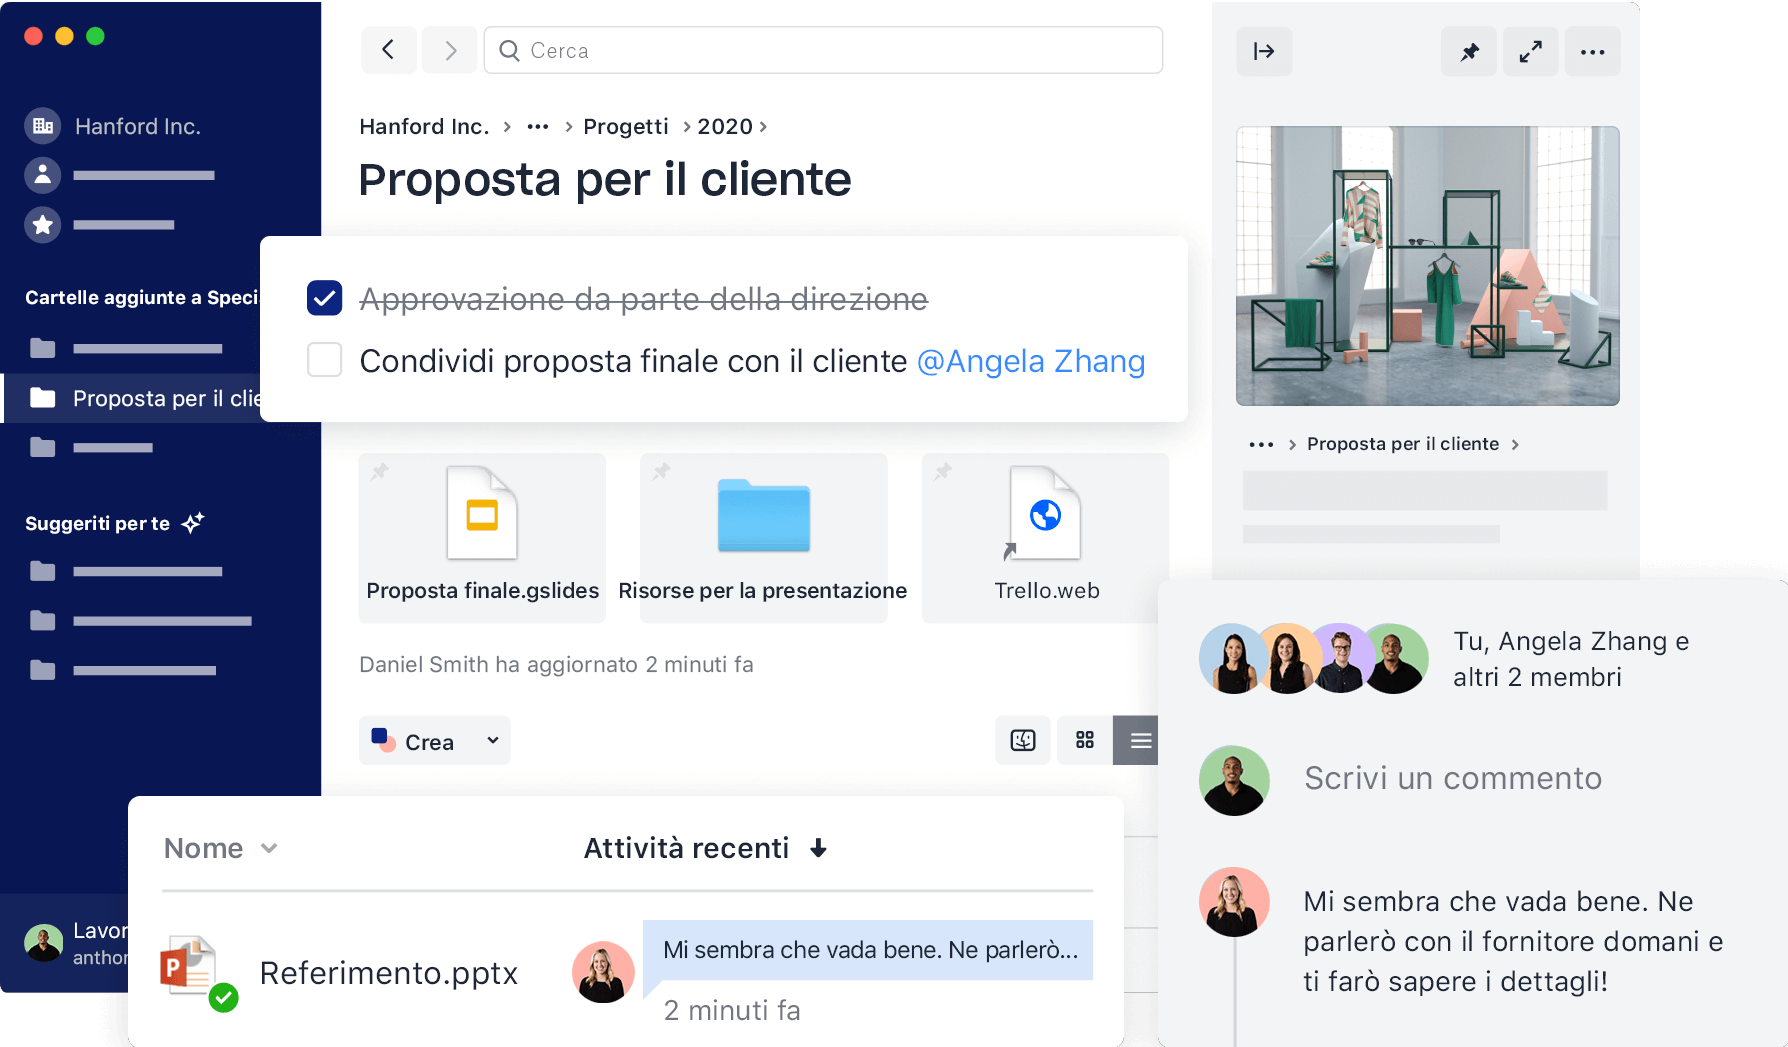 Hanford Inc.
Cartelle aggiunte a Speci
Proposta per il clie
Suggeriti per te
Lavor
anthor
Cerca
Hanford Inc. › ... › Progetti › 2020 ›
Proposta per il cliente
Approvazione da parte della direzione
Condividi proposta finale con il cliente @Angela Zhang
Proposta finale.gslides
Risorse per la presentazione
Trello.web
Daniel Smith ha aggiornato 2 minuti fa
Crea
Nome
Attività recenti
P
Referimento.pptx
Mi sembra che vada bene. Ne parlerò...
2 minuti fa
... › Proposta per il cliente ›
Tu, Angela Zhang e
altri 2 membri
Scrivi un commento
Mi sembra che vada bene. Ne
parlerò con il fornitore domani e
ti farò sapere i dettagli!